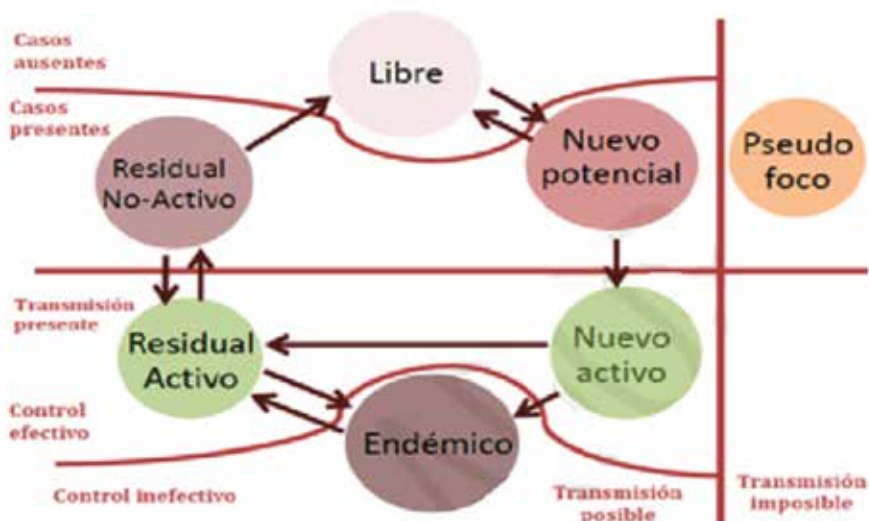 Casos
ausentes
Casos
presentes
Libre
Residual
No-Activo
Nuevo
potencial
Pseudo
foco
Transmisión
presente
Residual
Activo
Nuevo
activo
Control
efectivo
Endémico
Control inefectivo
Transmisión
posible
Transmisión
imposible